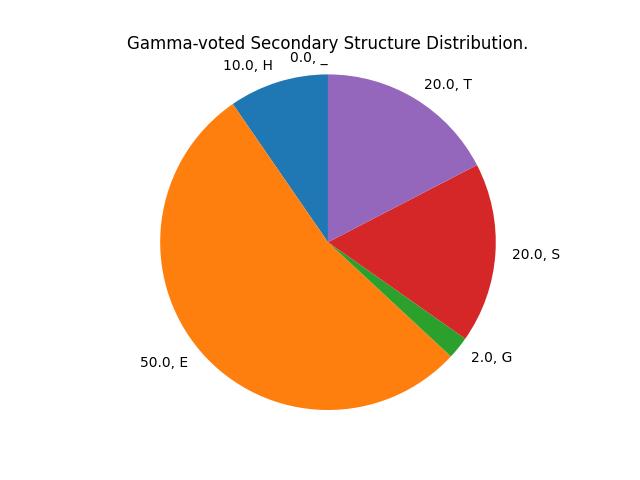 Gamma-voted Secondary Structure Distribution.
0.0, _
10.0, H
20.0, T
20.0, S
2.0, G
50.0, E